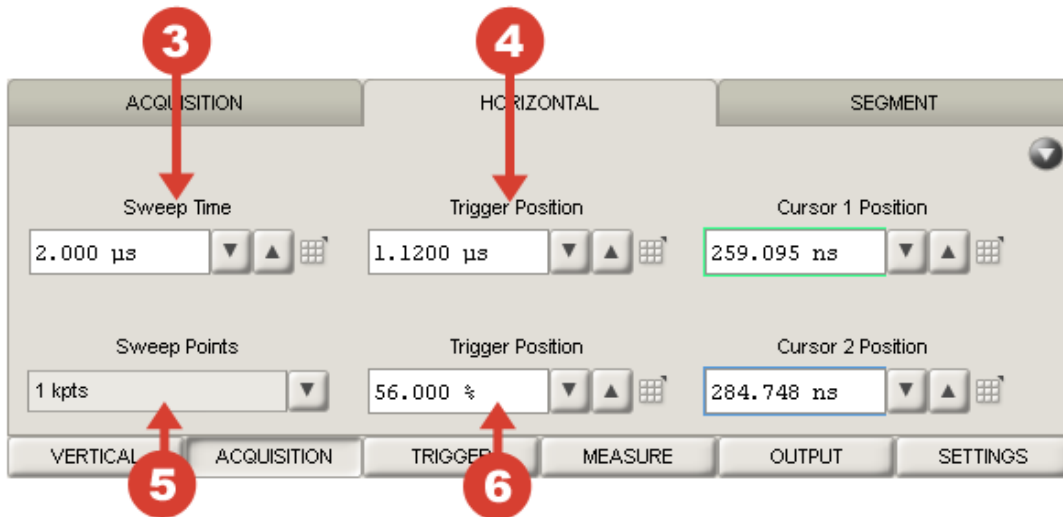 3 4
ACQUISITION HORIZONTAL SEGMENT
Sweep Time Trigger Position Cursor 1 Position
2.000 µs 1.1200 µs 259.095 ns
Sweep Points Trigger Position Cursor 2 Position
1 kpts 56.000 % 284.748 ns
VERTICAL ACQUISITION TRIGGER MEASURE OUTPUT SETTINGS
5 6